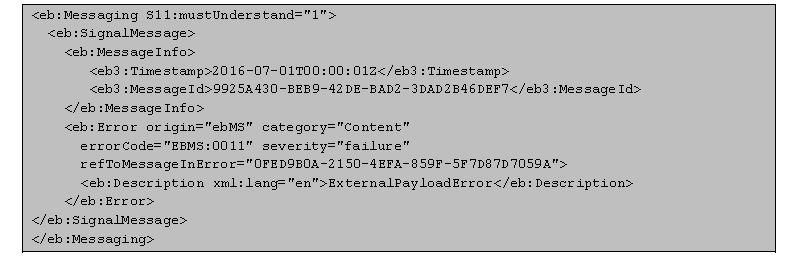 <eb:Messaging S11:mustUnderstand="1">
<eb:SignalMessage>
<eb:MessageInfo>
<eb3:Timestamp>2016-07-01T00:00:01Z</eb3:Timestamp>
<eb3:MessageId>9925A430-BEB9-42DE-BAD2-3DAD2B46DEF7</eb3:MessageId>
</eb:MessageInfo>
<eb:Error origin="ebMS" category="Content"
errorCode="EBMS:0011" severity="failure"
refToMessageInError="0FED9B0A-2150-4EFA-859F-5F7D87D7059A">
<eb:Description xml:lang="en">ExternalPayloadError</eb:Description>
</eb:Error>
</eb:SignalMessage>
</eb:Messaging>